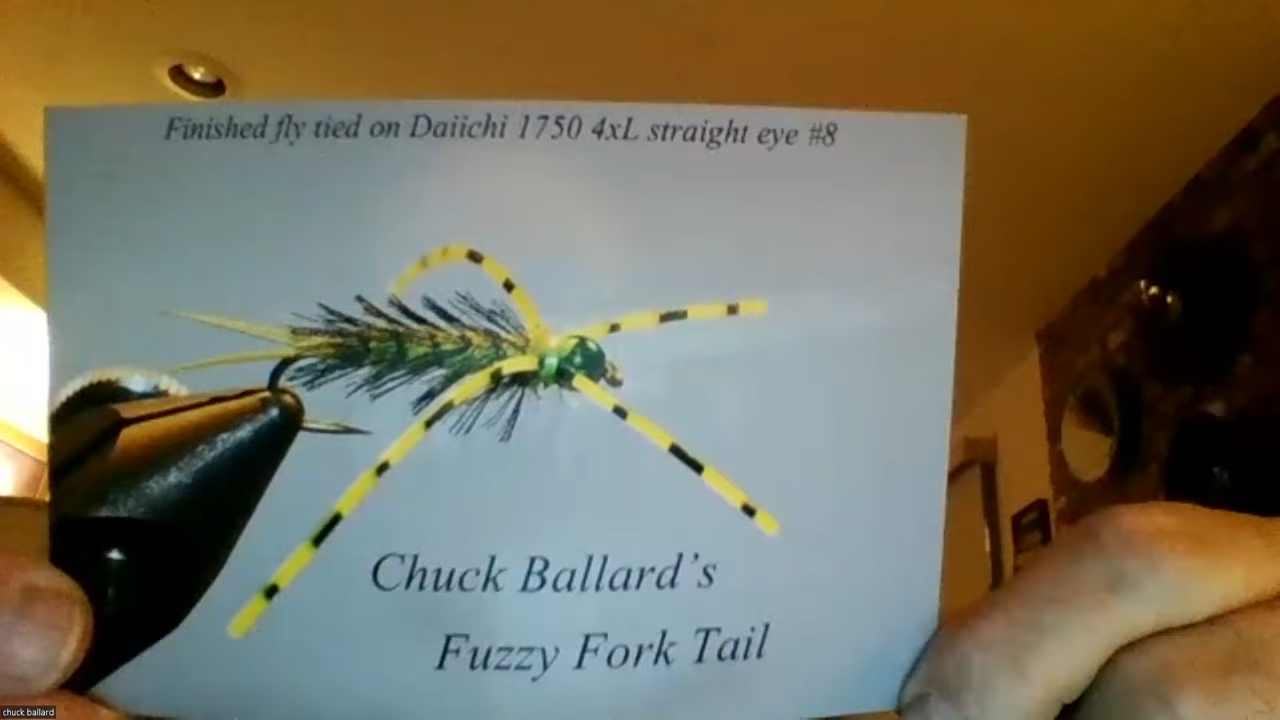 Finished fly tied on Daiichi 1750 4xL straight eye #8
Chuck Ballard's
Fuzzy Fork Tail
chuck ballard